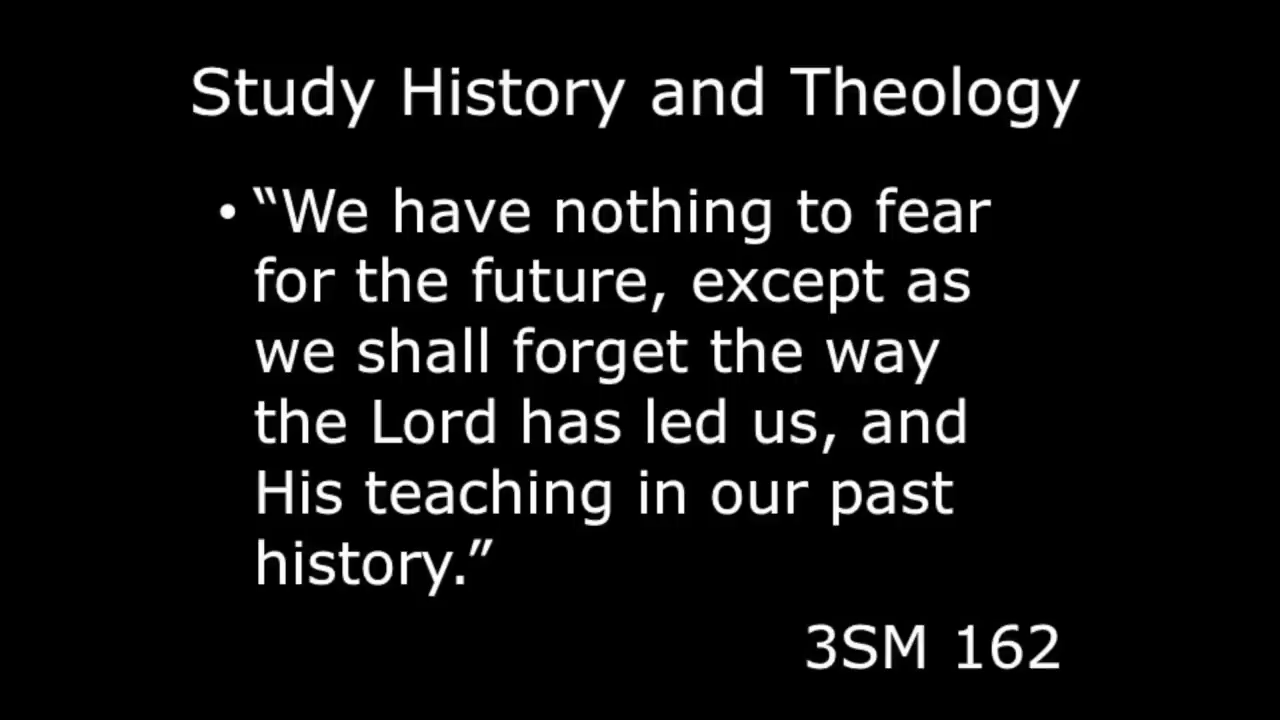 Study History and Theology
• “We have nothing to fear
for the future, except as
we shall forget the way
the Lord has led us, and
His teaching in our past
history.”
3SM 162